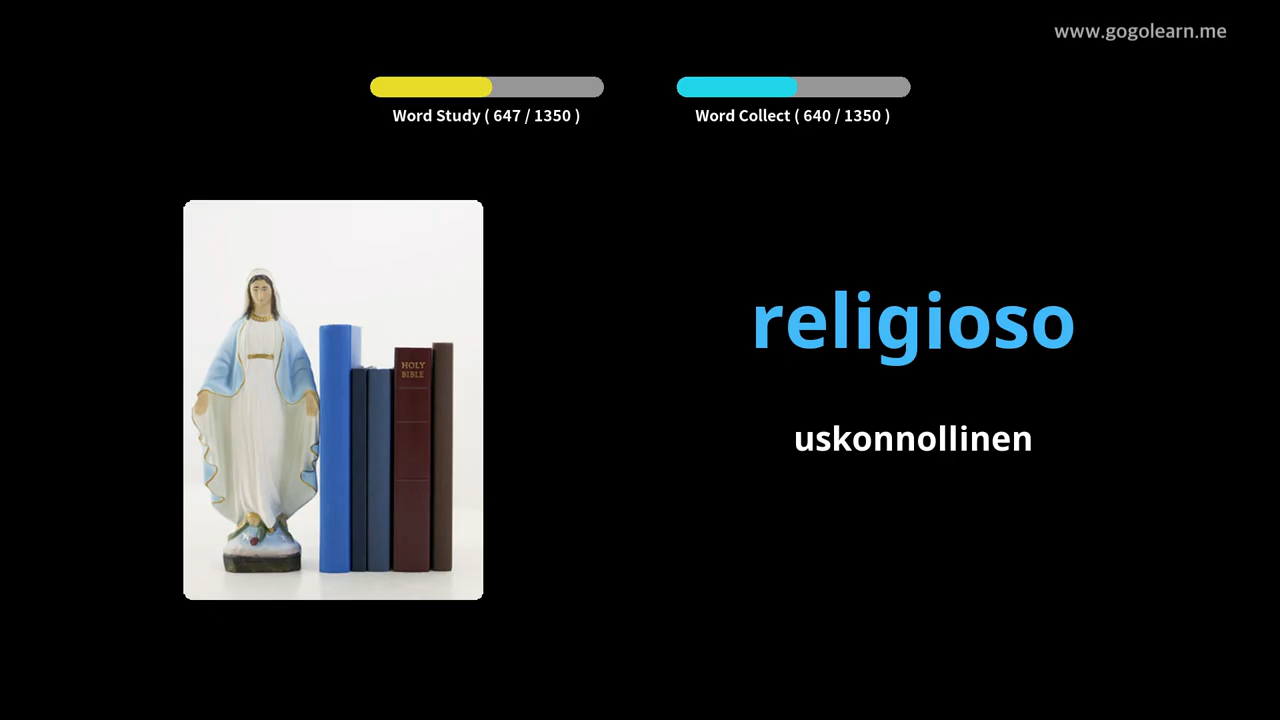 www.gogolearn.me
Word Study ( 647 / 1350 )
Word Collect ( 640 / 1350 )
HOLY
BIBLE
religioso
uskonnollinen